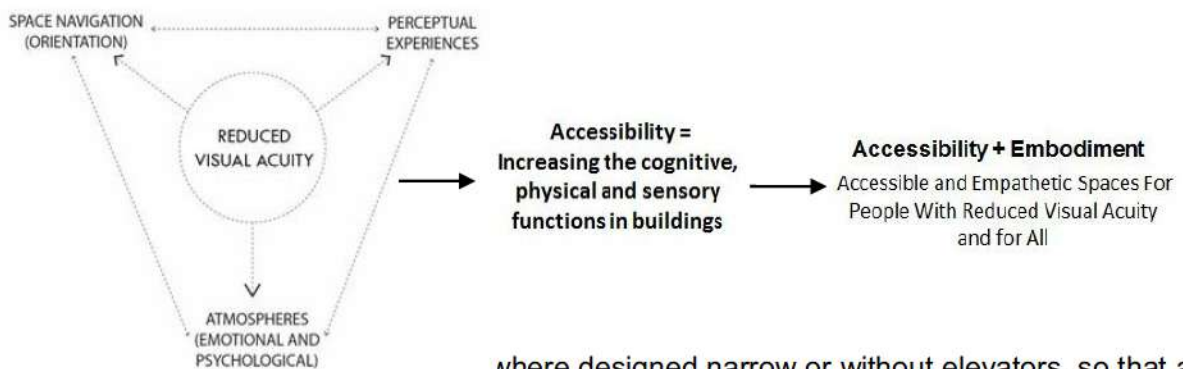 SPACE NAVIGATION
(ORIENTATION)
PERCEPTUAL
EXPERIENCES
REDUCED
VISUAL ACUITY
ATMOSPHERES
(EMOTIONAL AND
PSYCHOLOGICAL)
Accessibility =
Increasing the cognitive,
physical and sensory
functions in buildings
Accessibility + Embodiment
Accessible and Empathetic Spaces For
People With Reduced Visual Acuity
and for All
where designed narrow or without elevators, so that a